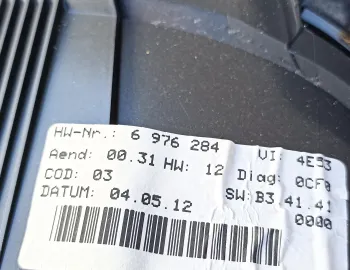 HW-Nr.: 6 976 284 VI: 4E53
Aend: 00.31 HW: 12 Diag: 0CF0
COD: 03 SW:B3.41.41
DATUM: 04.05.12 0000